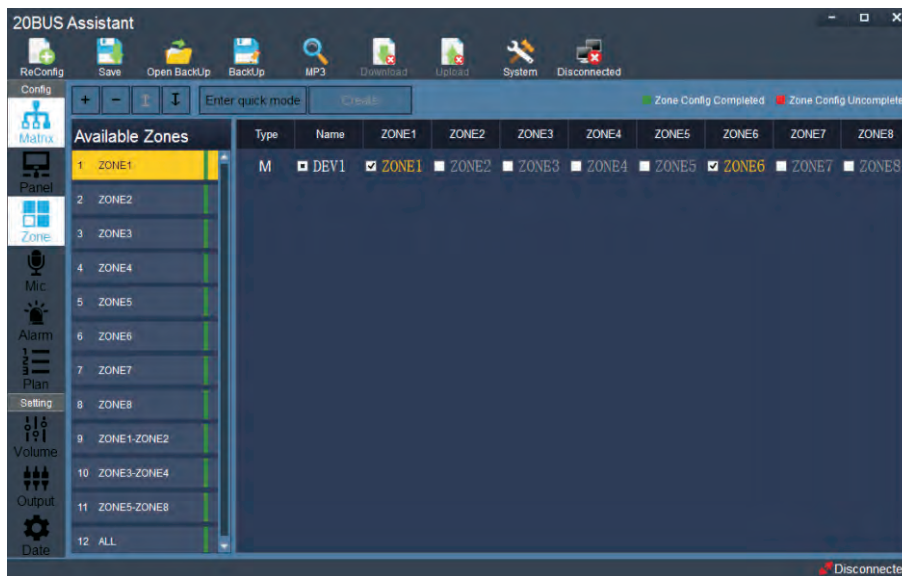 20BUS Assistant
ReConfig Save Open BackUp BackUp MP3 Download Upload System Disconnected
Config
+ - Enter quick mode Create Zone Config Completed Zone Config Uncomplete
Matrix
Panel
Zone
Mic
Alarm
Plan
Setting
Volume
Output
Date
Available Zones
1 ZONE1
2 ZONE2
3 ZONE3
4 ZONE4
5 ZONE5
6 ZONE6
7 ZONE7
8 ZONE8
9 ZONE1-ZONE2
10 ZONE3-ZONE4
11 ZONE5-ZONE8
12 ALL
Type Name ZONE1 ZONE2 ZONE3 ZONE4 ZONE5 ZONE6 ZONE7 ZONE8
M DEV1 ZONE1 ZONE2 ZONE3 ZONE4 ZONE5 ZONE6 ZONE7 ZONE8
Disconnecte